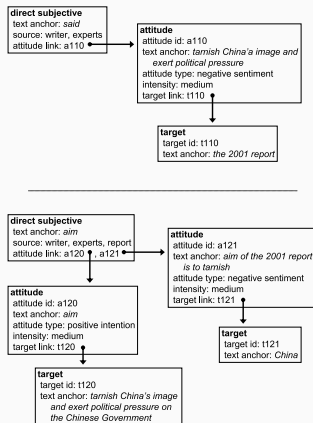 direct subjective
text anchor: said
source: writer, experts
attitude link: a110
attitude
attitude id: a110
text anchor: tarnish China's image and
exert political pressure
attitude type: negative sentiment
intensity: medium
target link: t110
target
target id: t110
text anchor: the 2001 report
direct subjective
text anchor: aim
source: writer, experts, report
attitude link: a120 , a121
attitude
attitude id: a121
text anchor: aim of the 2001 report
is to tarnish
attitude type: negative sentiment
intensity: medium
target link: t121
attitude
attitude id: a120
text anchor: aim
attitude type: positive intention
intensity: medium
target link: t120
target
target id: t121
text anchor: China
target
target id: t120
text anchor: tarnish China's image
and exert political pressure on
the Chinese Government